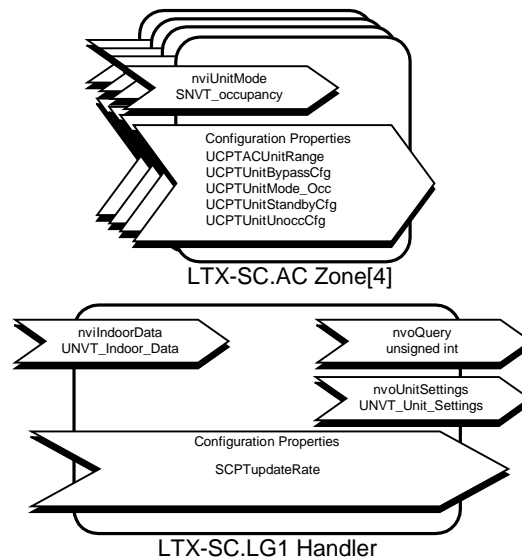 nviUnitMode
SNVT_occupancy
Configuration Properties
UCPTACUnitRange
UCPTUnitBypassCfg
UCPTUnitMode_Occ
UCPTUnitStandbyCfg
UCPTUnitUnoccCfg
LTX-SC.AC Zone[4]
nviIndoorData
UNVT_Indoor_Data
nvoQuery
unsigned int
nvoUnitSettings
UNVT_Unit_Settings
Configuration Properties
SCPTupdateRate
LTX-SC.LG1 Handler